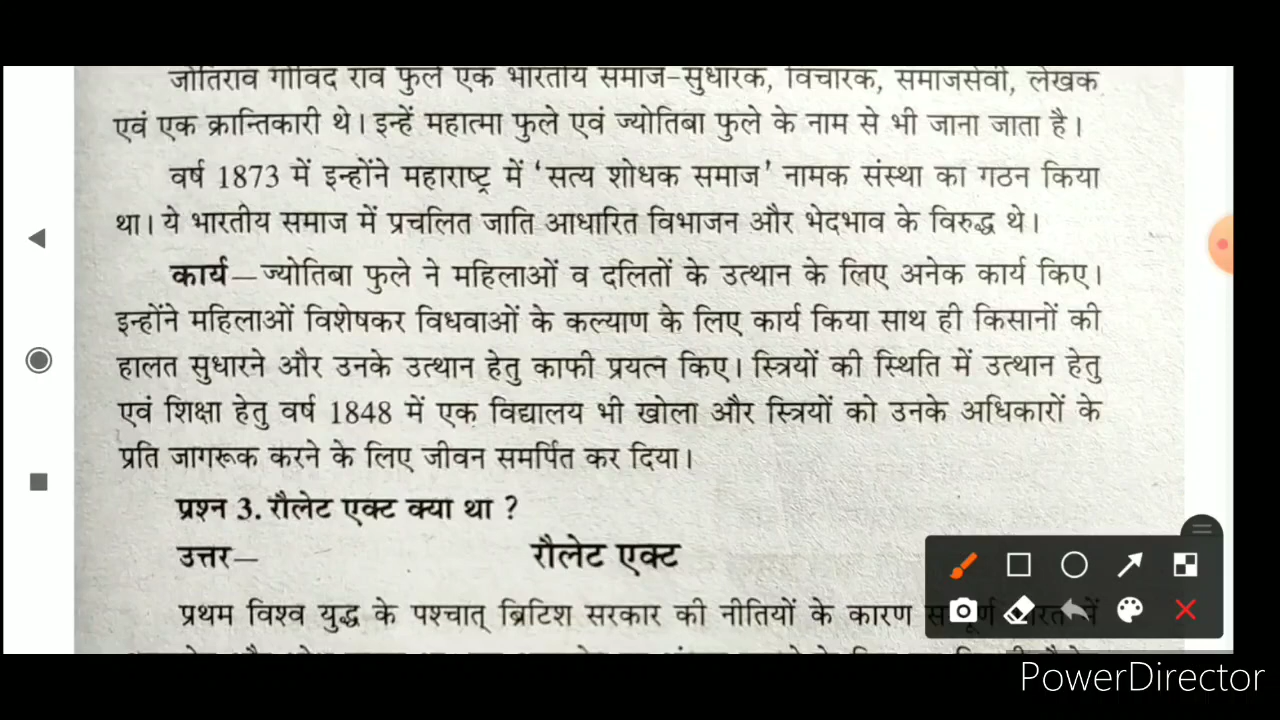 जोतिराव गोविंद राव फुले एक भारतीय समाज-सुधारक, विचारक, समाजसेवी, लेखक
एवं एक क्रान्तिकारी थे। इन्हें महात्मा फुले एवं ज्योतिबा फुले के नाम से भी जाना जाता है।
वर्ष 1873 में इन्होंने महाराष्ट्र में ‘सत्य शोधक समाज’ नामक संस्था का गठन किया
था। ये भारतीय समाज में प्रचलित जाति आधारित विभाजन और भेदभाव के विरुद्ध थे।
कार्य—ज्योतिबा फुले ने महिलाओं व दलितों के उत्थान के लिए अनेक कार्य किए।
इन्होंने महिलाओं विशेषकर विधवाओं के कल्याण के लिए कार्य किया साथ ही किसानों की
हालत सुधारने और उनके उत्थान हेतु काफी प्रयत्न किए। स्त्रियों की स्थिति में उत्थान हेतु
एवं शिक्षा हेतु वर्ष 1848 में एक विद्यालय भी खोला और स्त्रियों को उनके अधिकारों के
प्रति जागरूक करने के लिए जीवन समर्पित कर दिया।
प्रश्न 3. रौलेट एक्ट क्या था ?
उत्तर— रौलेट एक्ट
प्रथम विश्व युद्ध के पश्चात् ब्रिटिश सरकार की नीतियों के कारण
PowerDirector